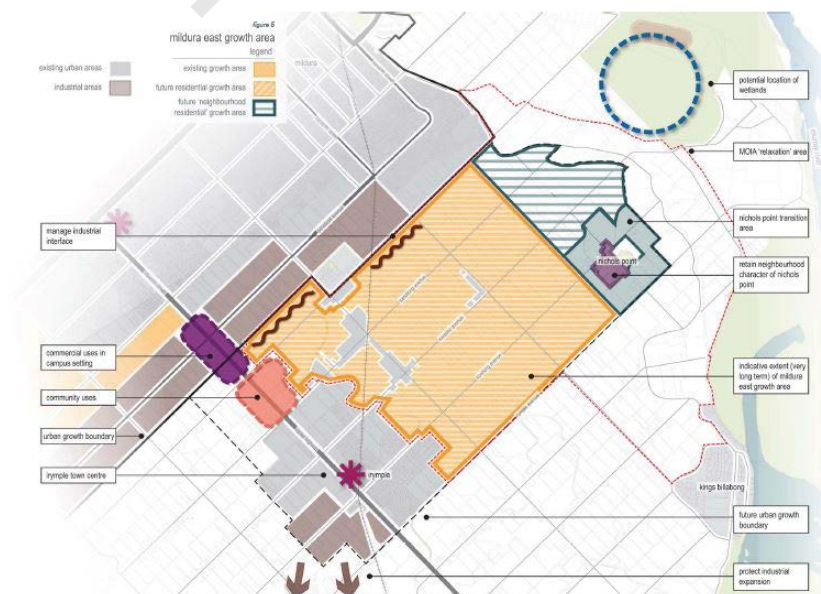 figure 6
mildura east growth area
legend
existing urban areas
existing growth area
industrial areas
future residential growth area
future 'neighbourhood
residential' growth area
mildura
potential location of
wetlands
MOIA 'relaxation' area
manage industrial
interface
nichols point transition
area
nichols point
retain neighbourhood
character of nichols
point
commercial uses in
campus setting
indicative extent (very
long term) of mildura
east growth area
community uses
urban growth boundary
irymple town centre
irymple
kings billabong
future urban growth
boundary
protect industrial
expansion